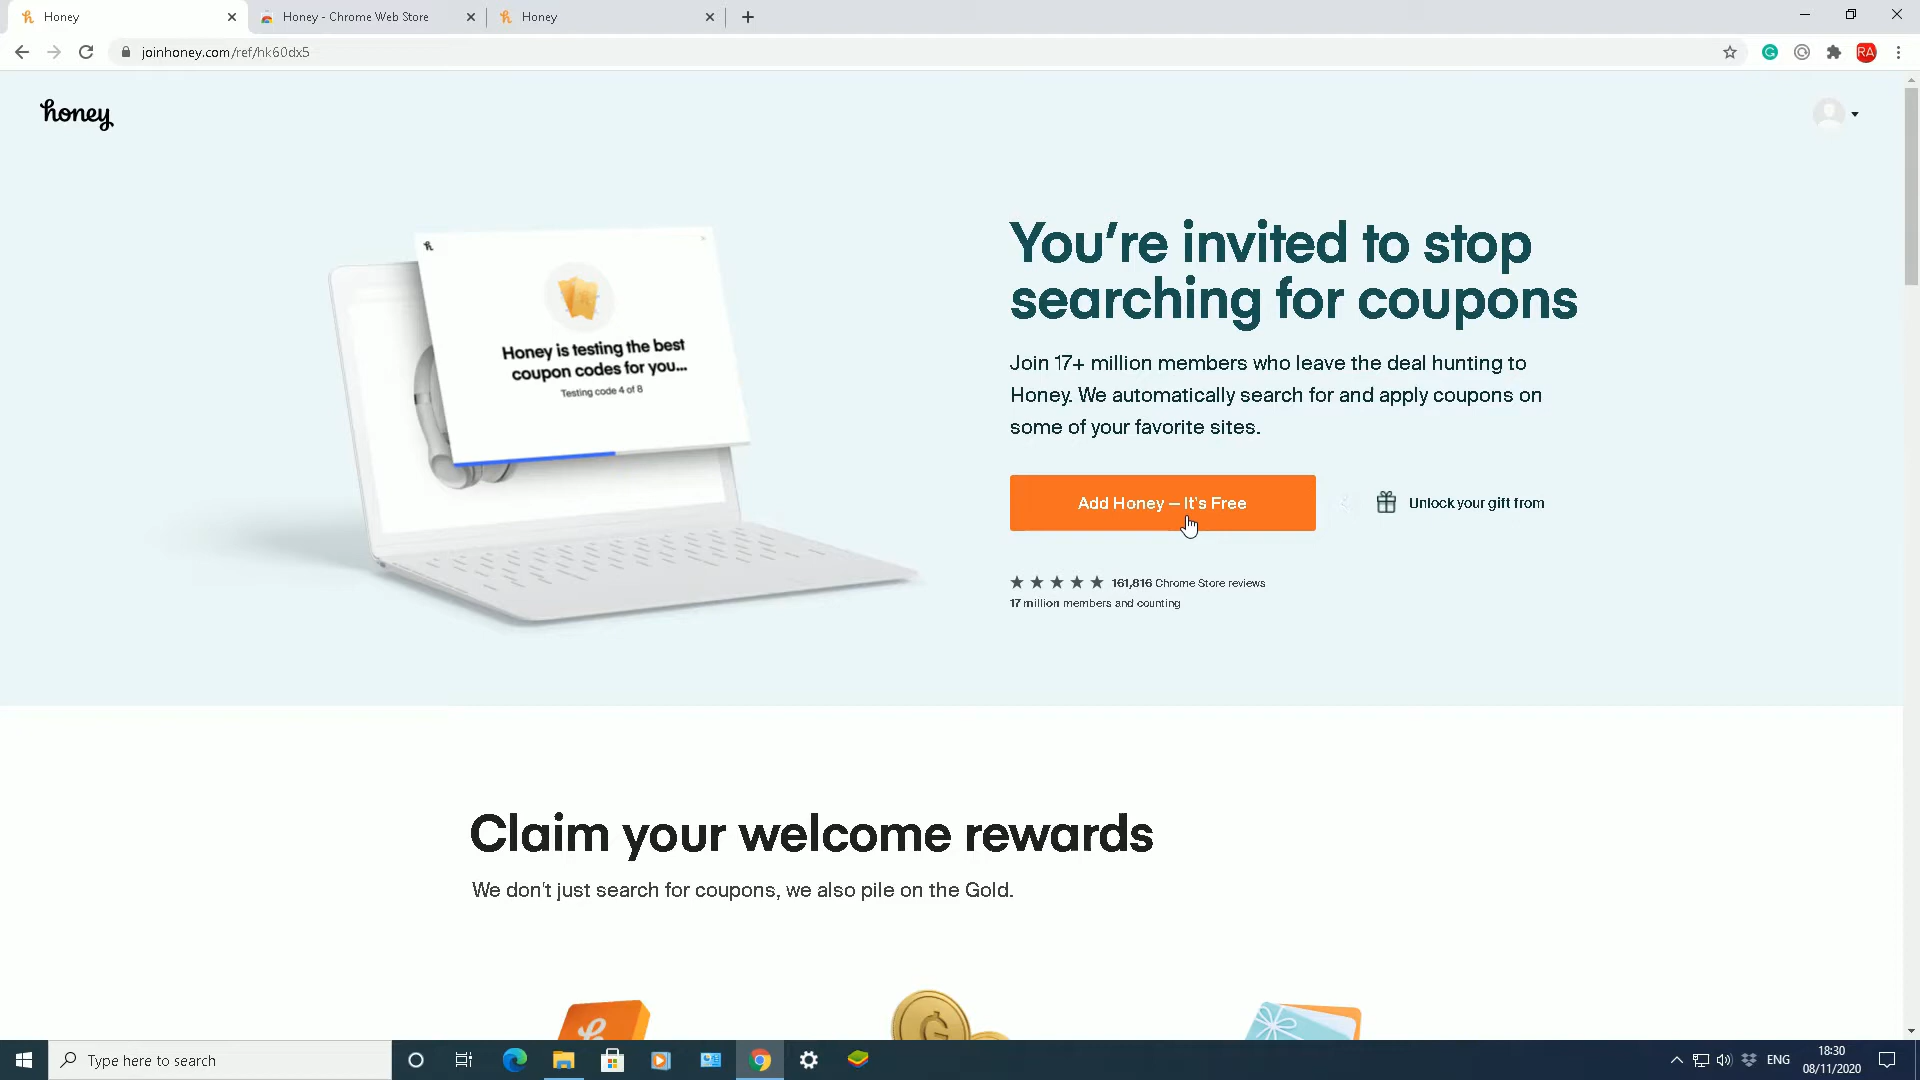 Honey
Honey - Chrome Web Store
Honey
joinhoney.com/ref/hk60dx5
RA
honey
You're invited to stop
searching for coupons
Honey is testing the best
coupon codes for you...
Testing code 4 of 8
Join 17+ million members who leave the deal hunting to
Honey. We automatically search for and apply coupons on
some of your favorite sites.
Add Honey – It's Free
Unlock your gift from
161,816 Chrome Store reviews
17 million members and counting
Claim your welcome rewards
We don't just search for coupons, we also pile on the Gold.
G
Type here to search
ENG
18:30
08/11/2020